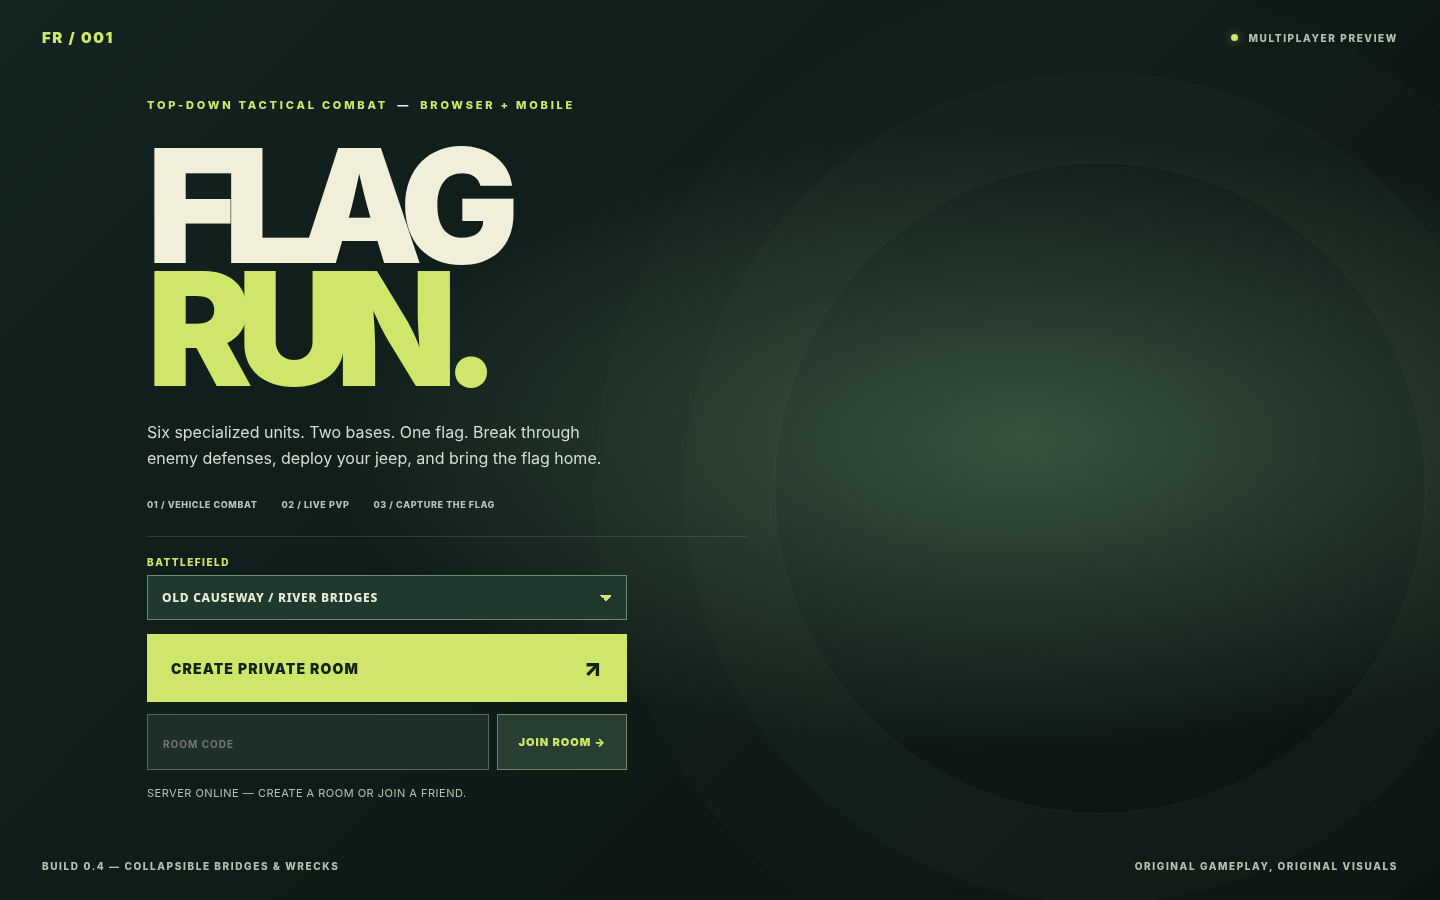 FR / 001
MULTIPLAYER PREVIEW
TOP-DOWN TACTICAL COMBAT — BROWSER + MOBILE
FLAG
RUN.
Six specialized units. Two bases. One flag. Break through
enemy defenses, deploy your jeep, and bring the flag home.
01 / VEHICLE COMBAT 02 / LIVE PVP 03 / CAPTURE THE FLAG
BATTLEFIELD
OLD CAUSEWAY / RIVER BRIDGES
CREATE PRIVATE ROOM ↗
ROOM CODE
JOIN ROOM →
SERVER ONLINE — CREATE A ROOM OR JOIN A FRIEND.
BUILD 0.4 — COLLAPSIBLE BRIDGES & WRECKS
ORIGINAL GAMEPLAY, ORIGINAL VISUALS